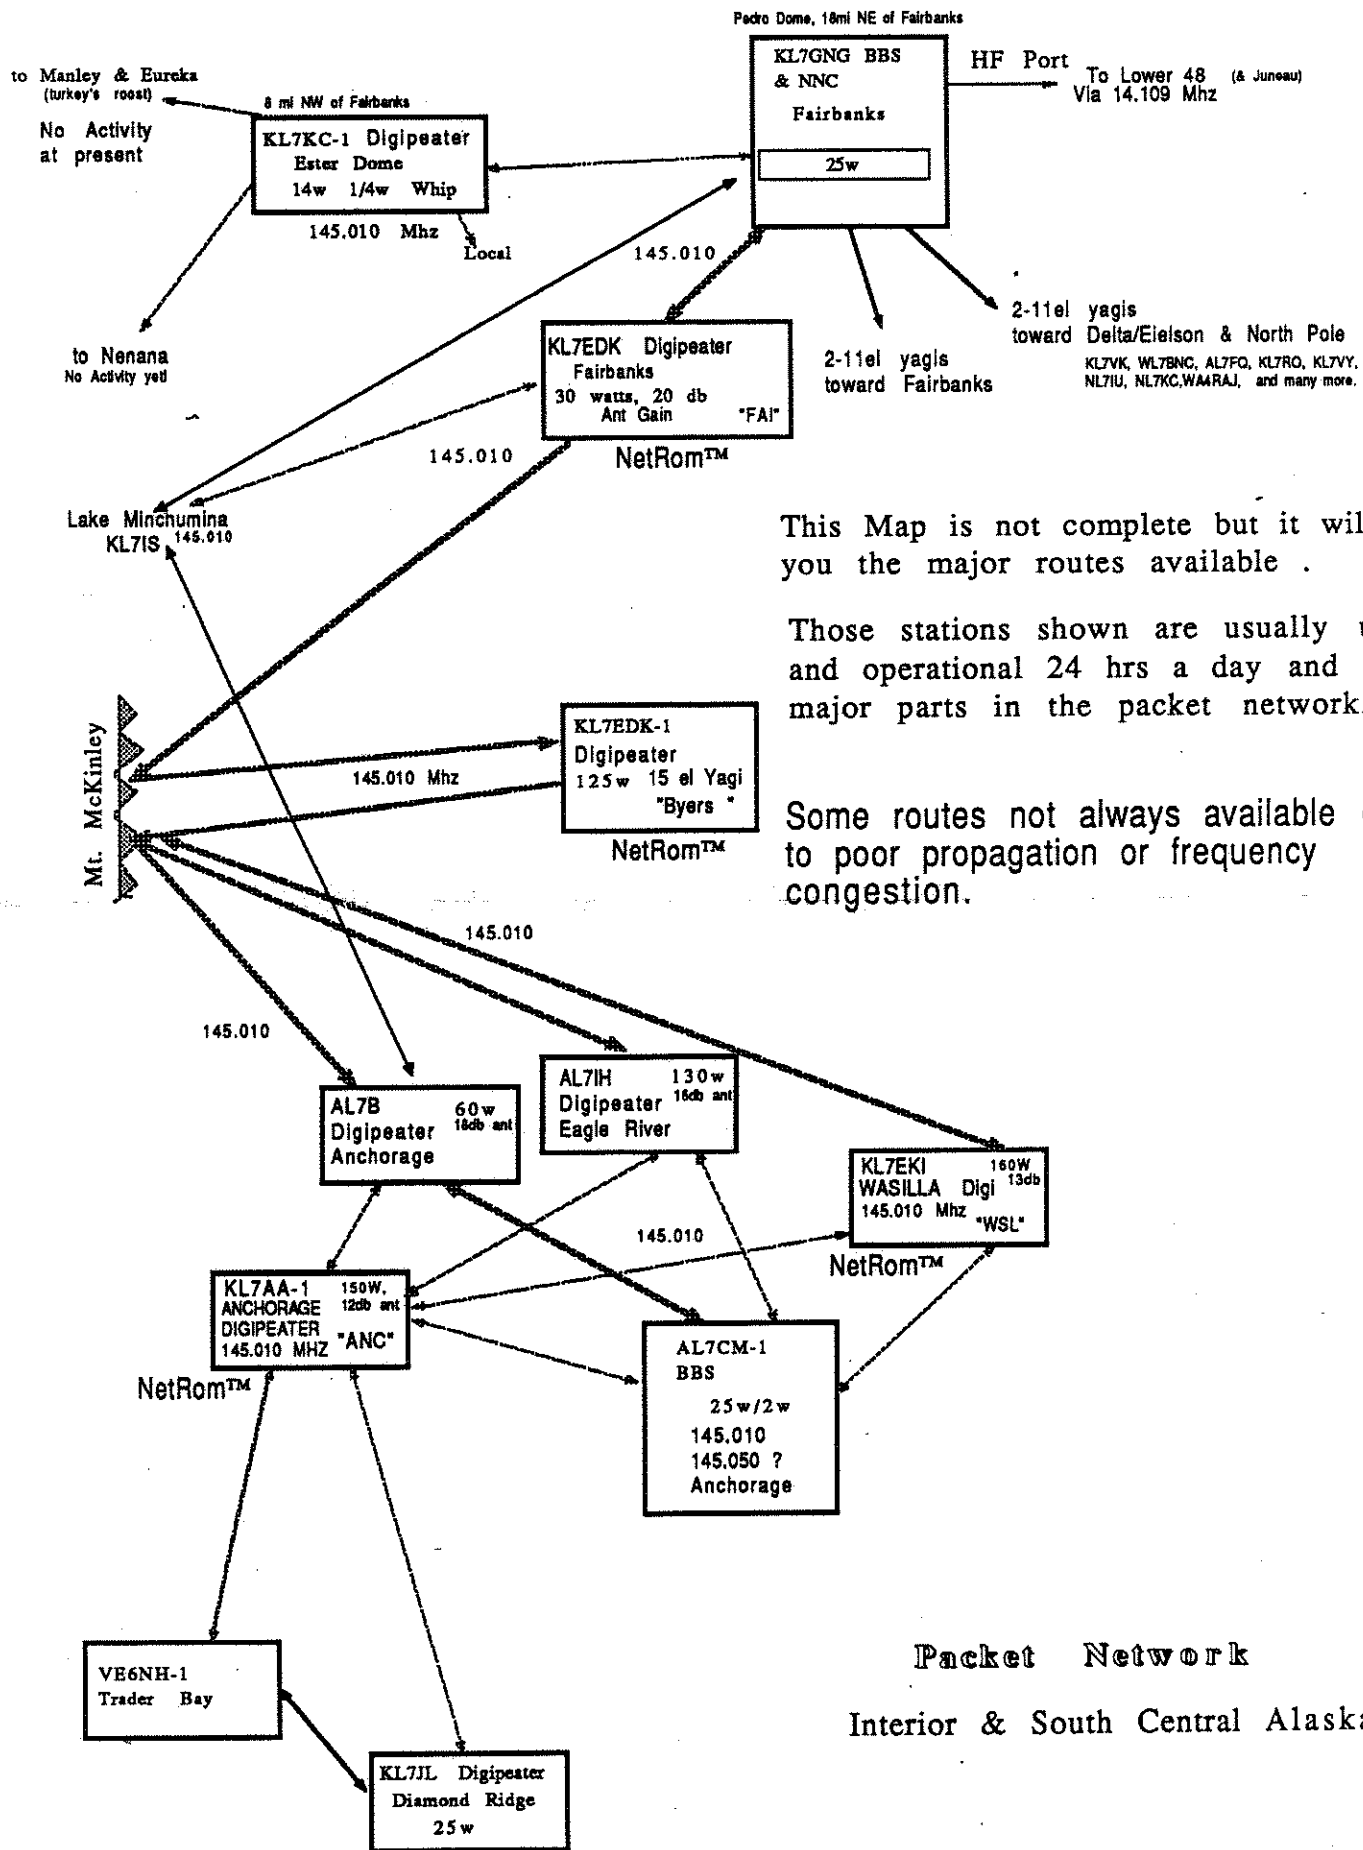 Pedro Dome, 18mi NE of Fairbanks
KL7GNG BBS
& NNC
Fairbanks
25w
HF Port
To Lower 48 (& Juneau)
Via 14.109 Mhz
to Manley & Eureka
(turkey's roost)
No Activity
at present
8 mi NW of Fairbanks
KL7KC-1 Digipeater
Ester Dome
14w 1/4w Whip
145.010 Mhz
Local
145.010
to Nenana
No Activity yet!
KL7EDK Digipeater
Fairbanks
30 watts, 20 db
Ant Gain "FAI"
NetRom™
2-11el yagis
toward Fairbanks
2-11el yagis
toward Delta/Eielson & North Pole
KL7VK, WL7BNC, AL7FQ, KL7RO, KL7VY,
NL7IU, NL7KC,WA4RAJ, and many more.
145.010
Lake Minchumina
KL7IS 145.010
This Map is not complete but it wil
you the major routes available .
Those stations shown are usually
and operational 24 hrs a day and
major parts in the packet network.
Mt. McKinley
145.010 Mhz
KL7EDK-1
Digipeater
125w 15 el Yagi
"Byers "
NetRom™
Some routes not always available
to poor propagation or frequency
congestion.
145.010
145.010
AL7B 60w
18db ant
Digipeater
Anchorage
AL7IH 130w
16db ant
Digipeater
Eagle River
KL7EKI 160W
13db
WASILLA Digi
145.010 Mhz
"WSL"
NetRom™
145.010
KL7AA-1 150W,
ANCHORAGE 12db ant
DIGIPEATER
145.010 MHZ "ANC"
NetRom™
AL7CM-1
BBS
25w/2w
145.010
145.050 ?
Anchorage
VE6NH-1
Trader Bay
KL7JL Digipeater
Diamond Ridge
25w
Packet Network
Interior & South Central Alaska